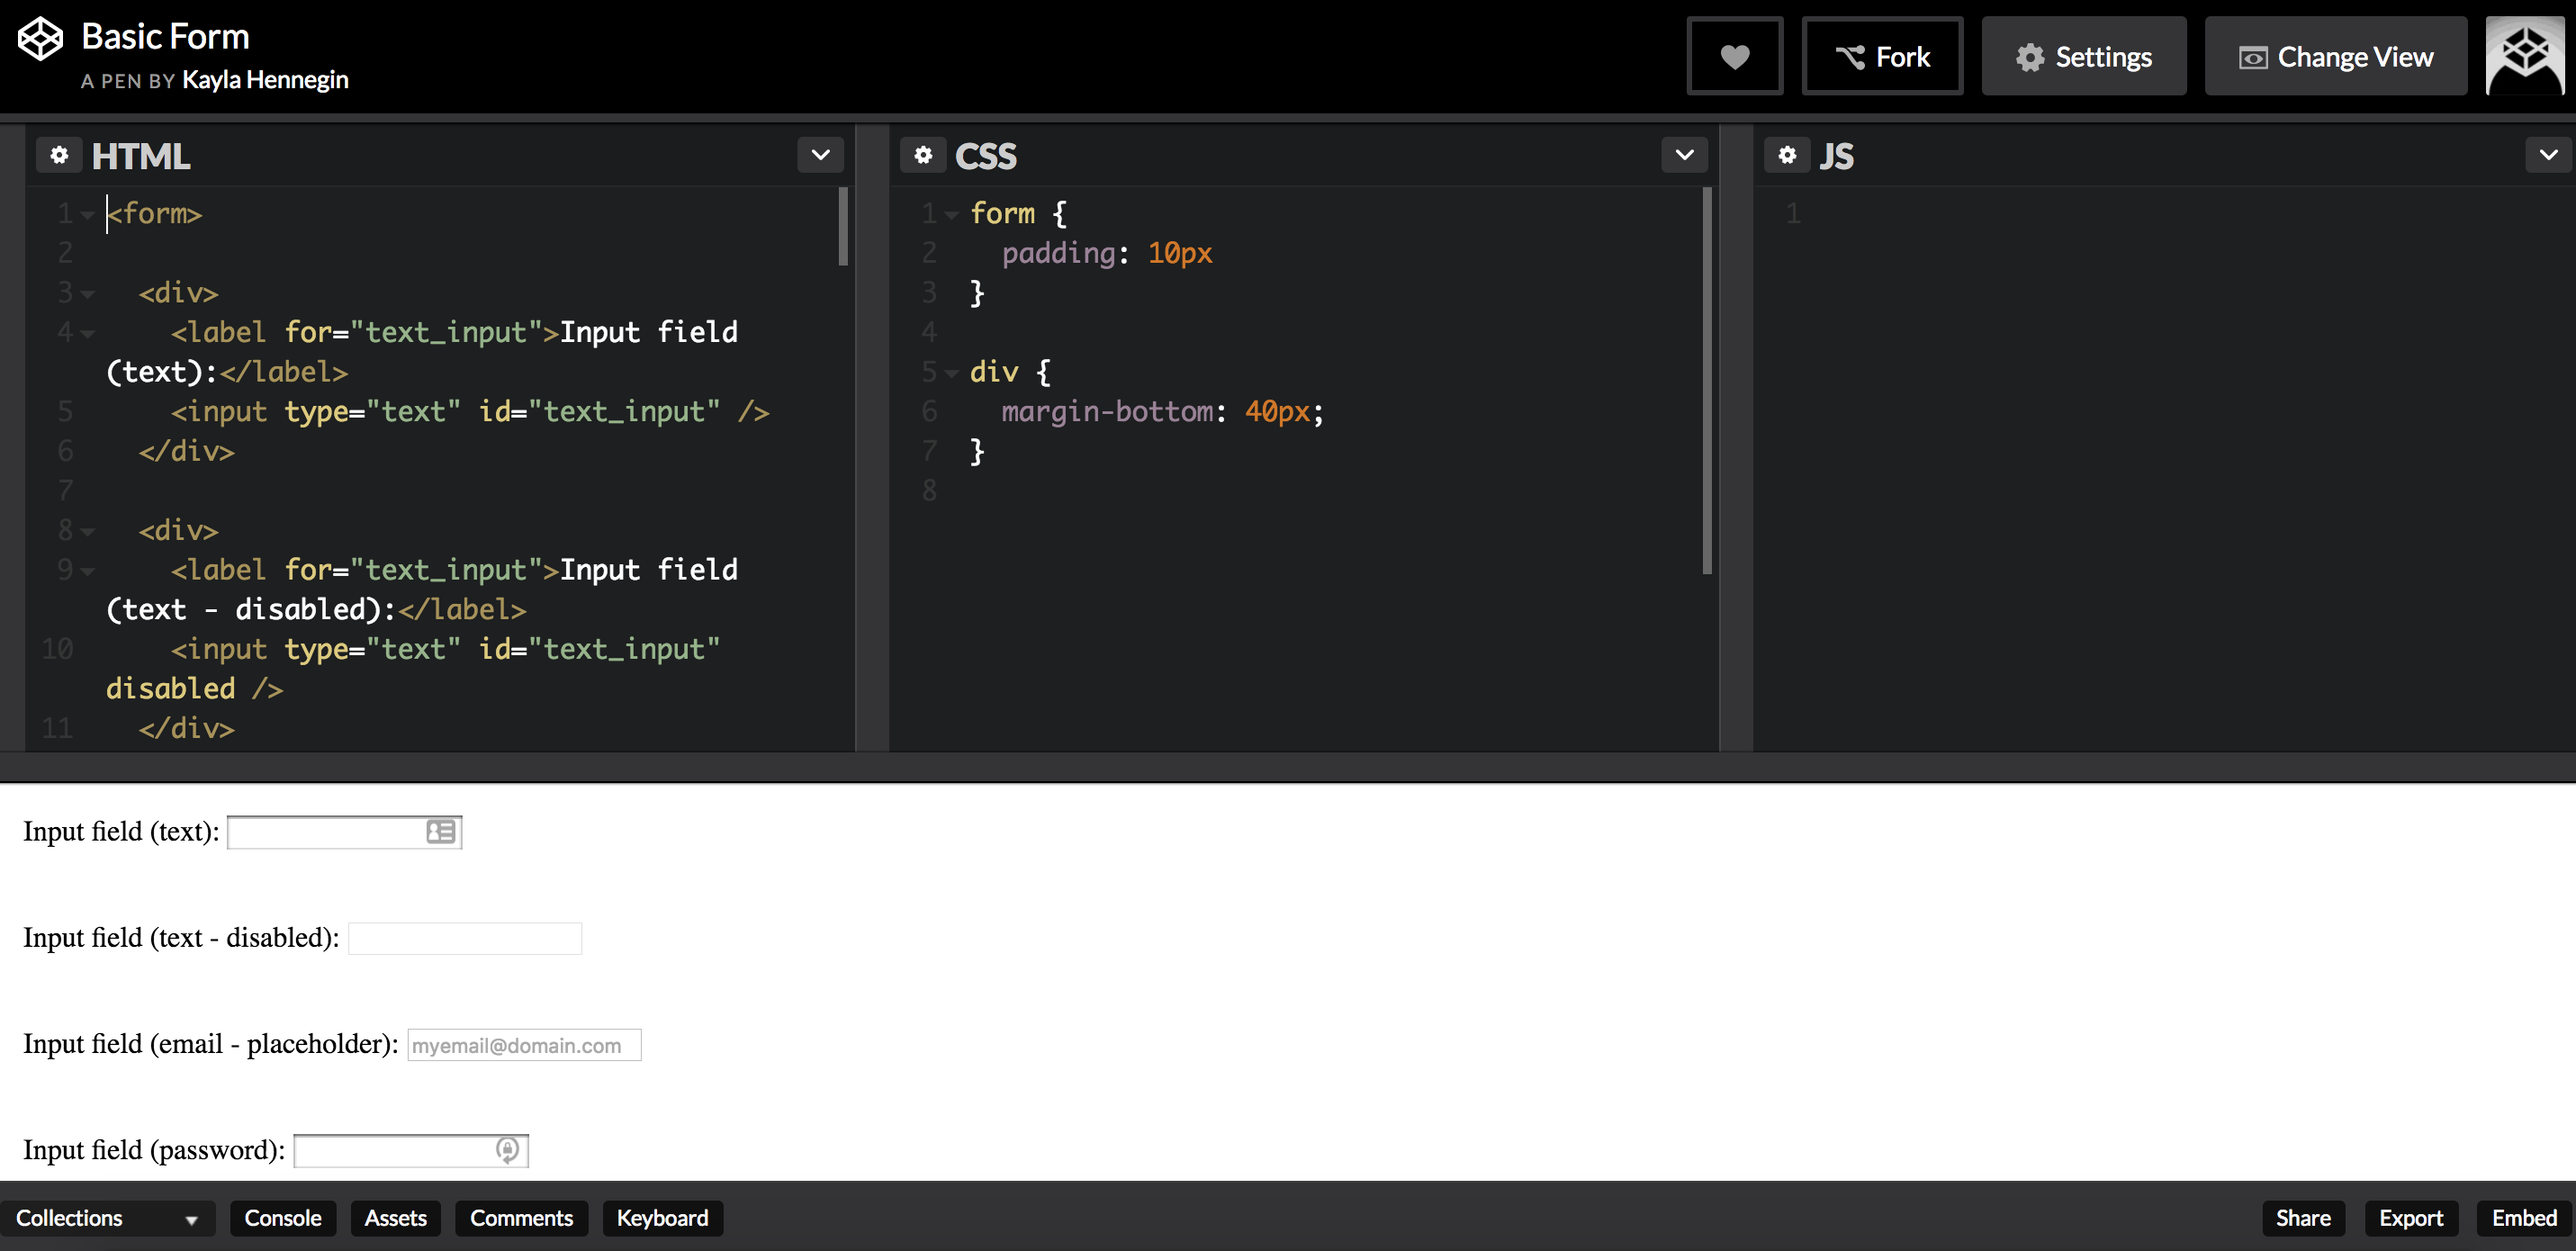 Basic Form
A PEN BY Kayla Hennegin
Fork
Settings
Change View
HTML
1 <form>
2
3 <div>
4 <label for="text_input">Input field
(text):</label>
5 <input type="text" id="text_input" />
6 </div>
7
8 <div>
9 <label for="text_input">Input field
(text - disabled):</label>
10 <input type="text" id="text_input"
disabled />
11 </div>
CSS
1 form {
2 padding: 10px
3 }
4
5 div {
6 margin-bottom: 40px;
7 }
8
JS
1
Input field (text):
Input field (text - disabled):
Input field (email - placeholder): myemail@domain.com
Input field (password):
Collections
Console
Assets
Comments
Keyboard
Share
Export
Embed